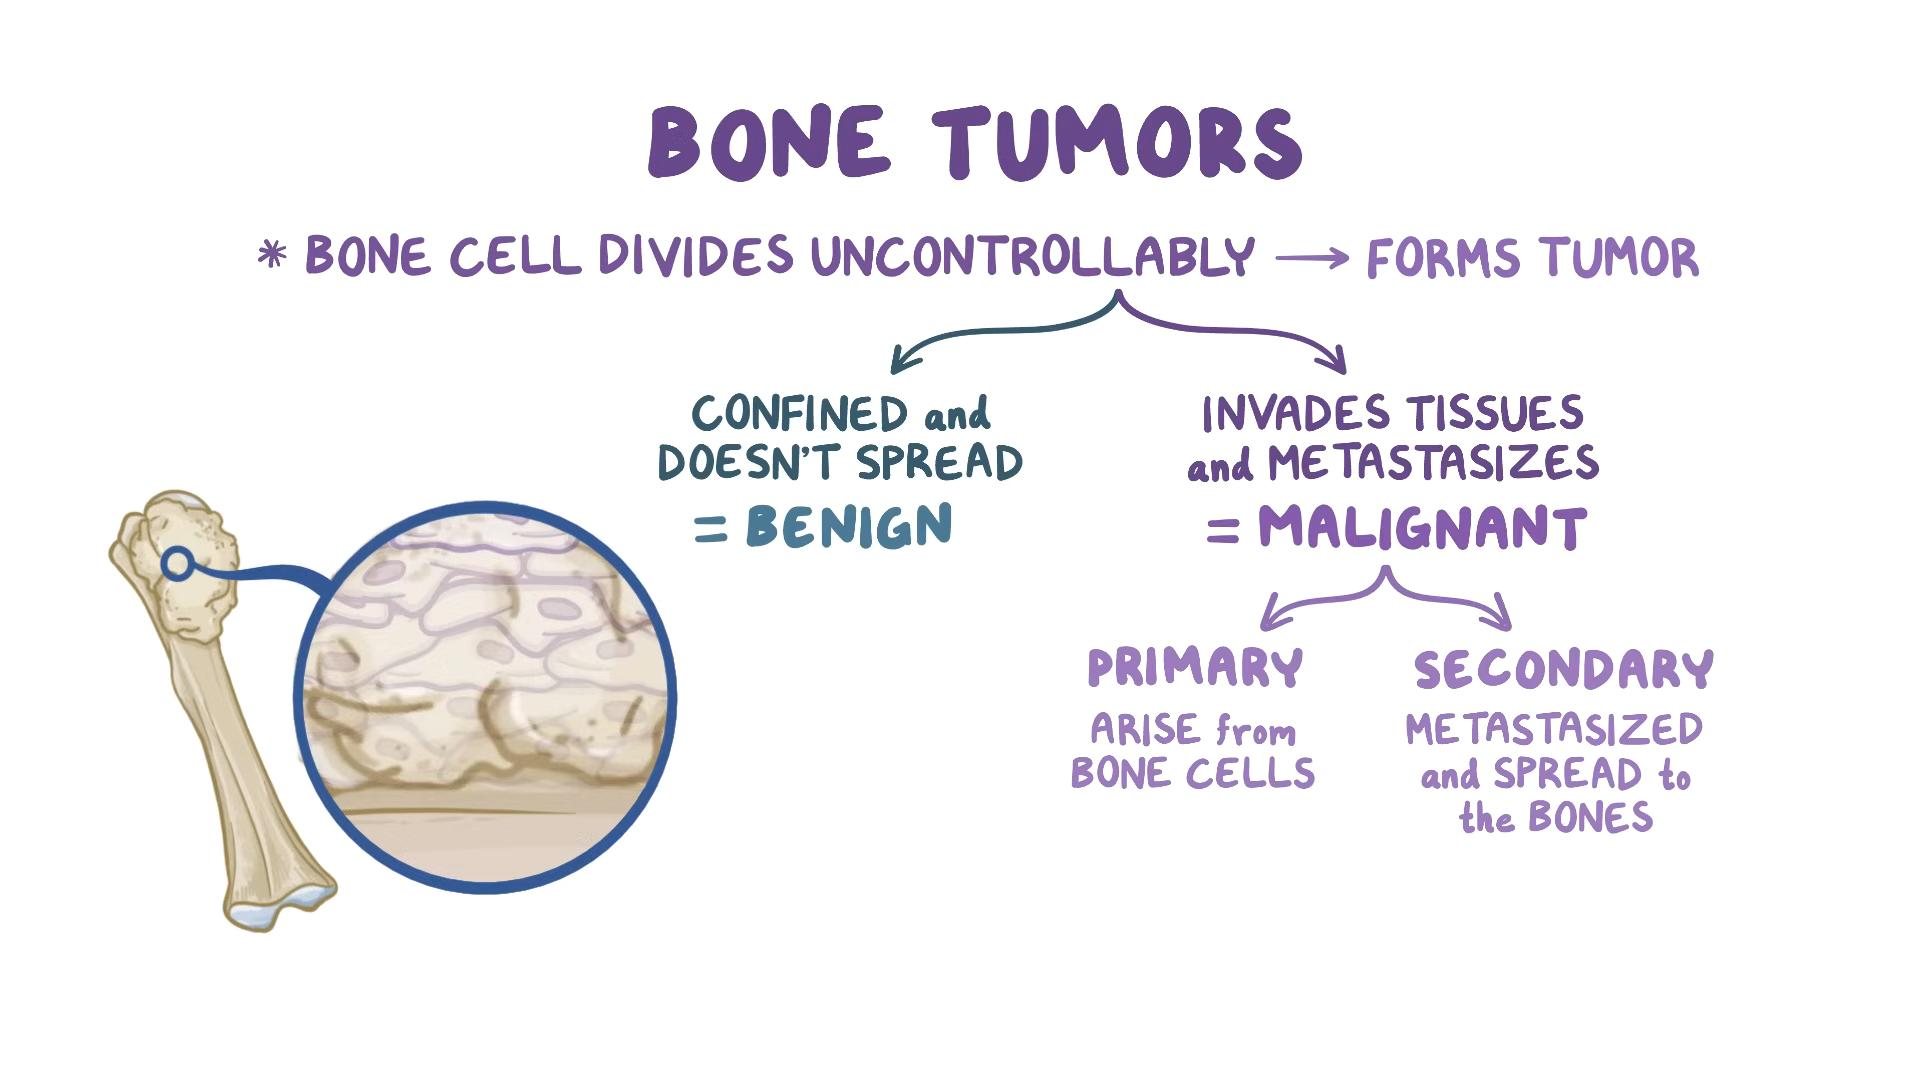 BONE TUMORS
* BONE CELL DIVIDES UNCONTROLLABLY → FORMS TUMOR
CONFINED and
DOESN'T SPREAD
= BENIGN
INVADES TISSUES
and METASTASIZES
= MALIGNANT
PRIMARY
ARISE from
BONE CELLS
SECONDARY
METASTASIZED
and SPREAD to
the BONES